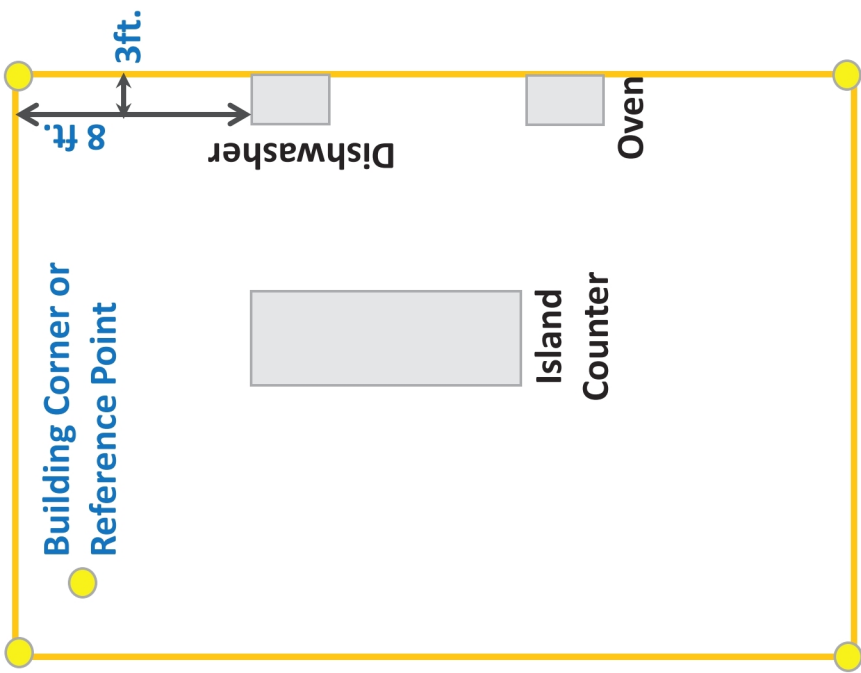 Building Corner or
Reference Point
8 ft.
3ft.
Dishwasher
Island
Counter
Oven